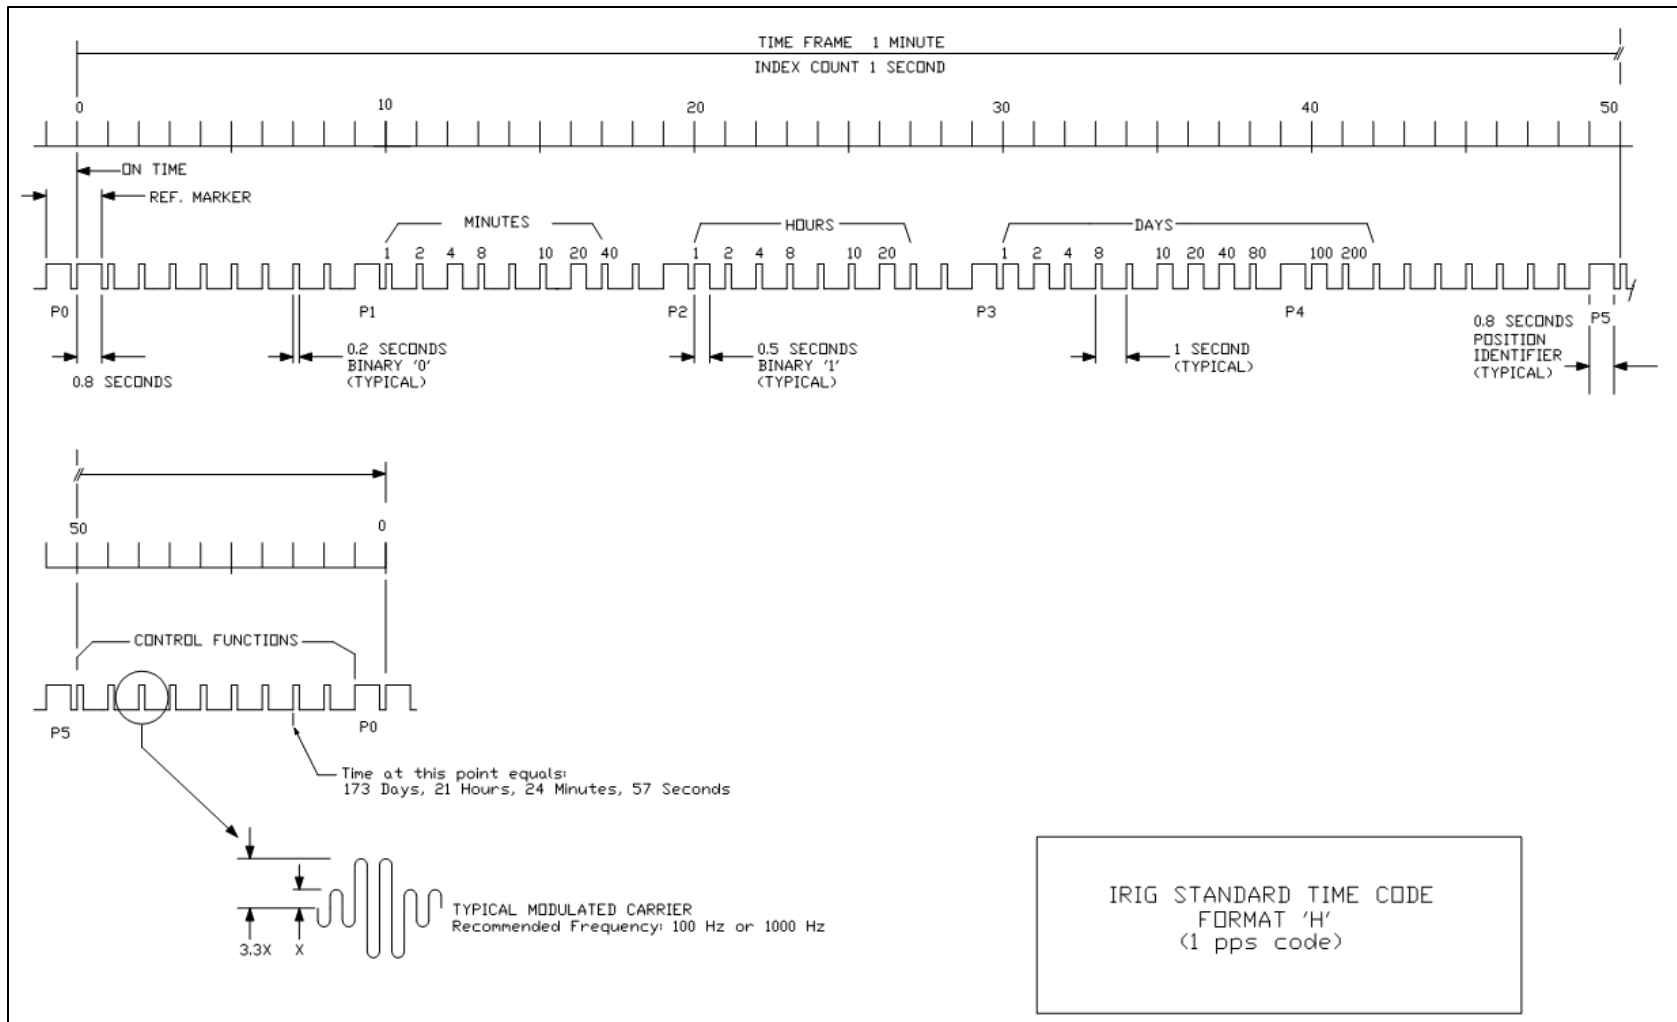 TIME FRAME 1 MINUTE
INDEX COUNT 1 SECOND
0 10 20 30 40 50
ON TIME
REF. MARKER
MINUTES HOURS DAYS
1 2 4 8 10 20 40 1 2 4 8 10 20 1 2 4 8 10 20 40 80 100 200
P0 P1 P2 P3 P4 P5
0.8 SECONDS
0.2 SECONDS
BINARY '0'
(TYPICAL)
0.5 SECONDS
BINARY '1'
(TYPICAL)
1 SECOND
(TYPICAL)
0.8 SECONDS
POSITION
IDENTIFIER
(TYPICAL)
50 0
CONTROL FUNCTIONS
P5 P0
Time at this point equals:
173 Days, 21 Hours, 24 Minutes, 57 Seconds
TYPICAL MODULATED CARRIER
Recommended Frequency: 100 Hz or 1000 Hz
3.3X X
IRIG STANDARD TIME CODE
FORMAT 'H'
(1 pps code)